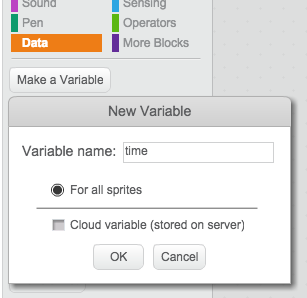 Sound Sensing
Pen Operators
Data More Blocks
Make a Variable
New Variable
Variable name: time
For all sprites
Cloud variable (stored on server)
OK Cancel